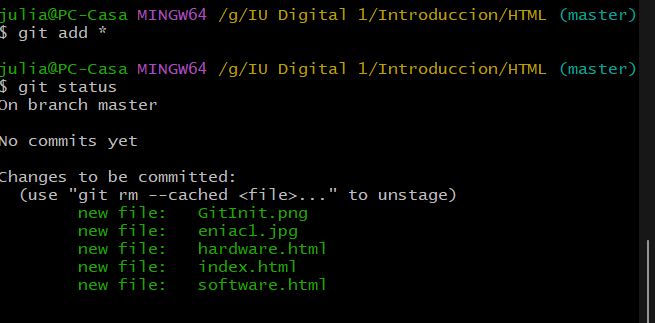 julia@PC-Casa MINGW64 /g/IU Digital 1/Introduccion/HTML (master)
$ git add *
julia@PC-Casa MINGW64 /g/IU Digital 1/Introduccion/HTML (master)
$ git status
On branch master
No commits yet
Changes to be committed:
  (use "git rm --cached <file>..." to unstage)
        new file:   GitInit.png
        new file:   eniac1.jpg
        new file:   hardware.html
        new file:   index.html
        new file:   software.html